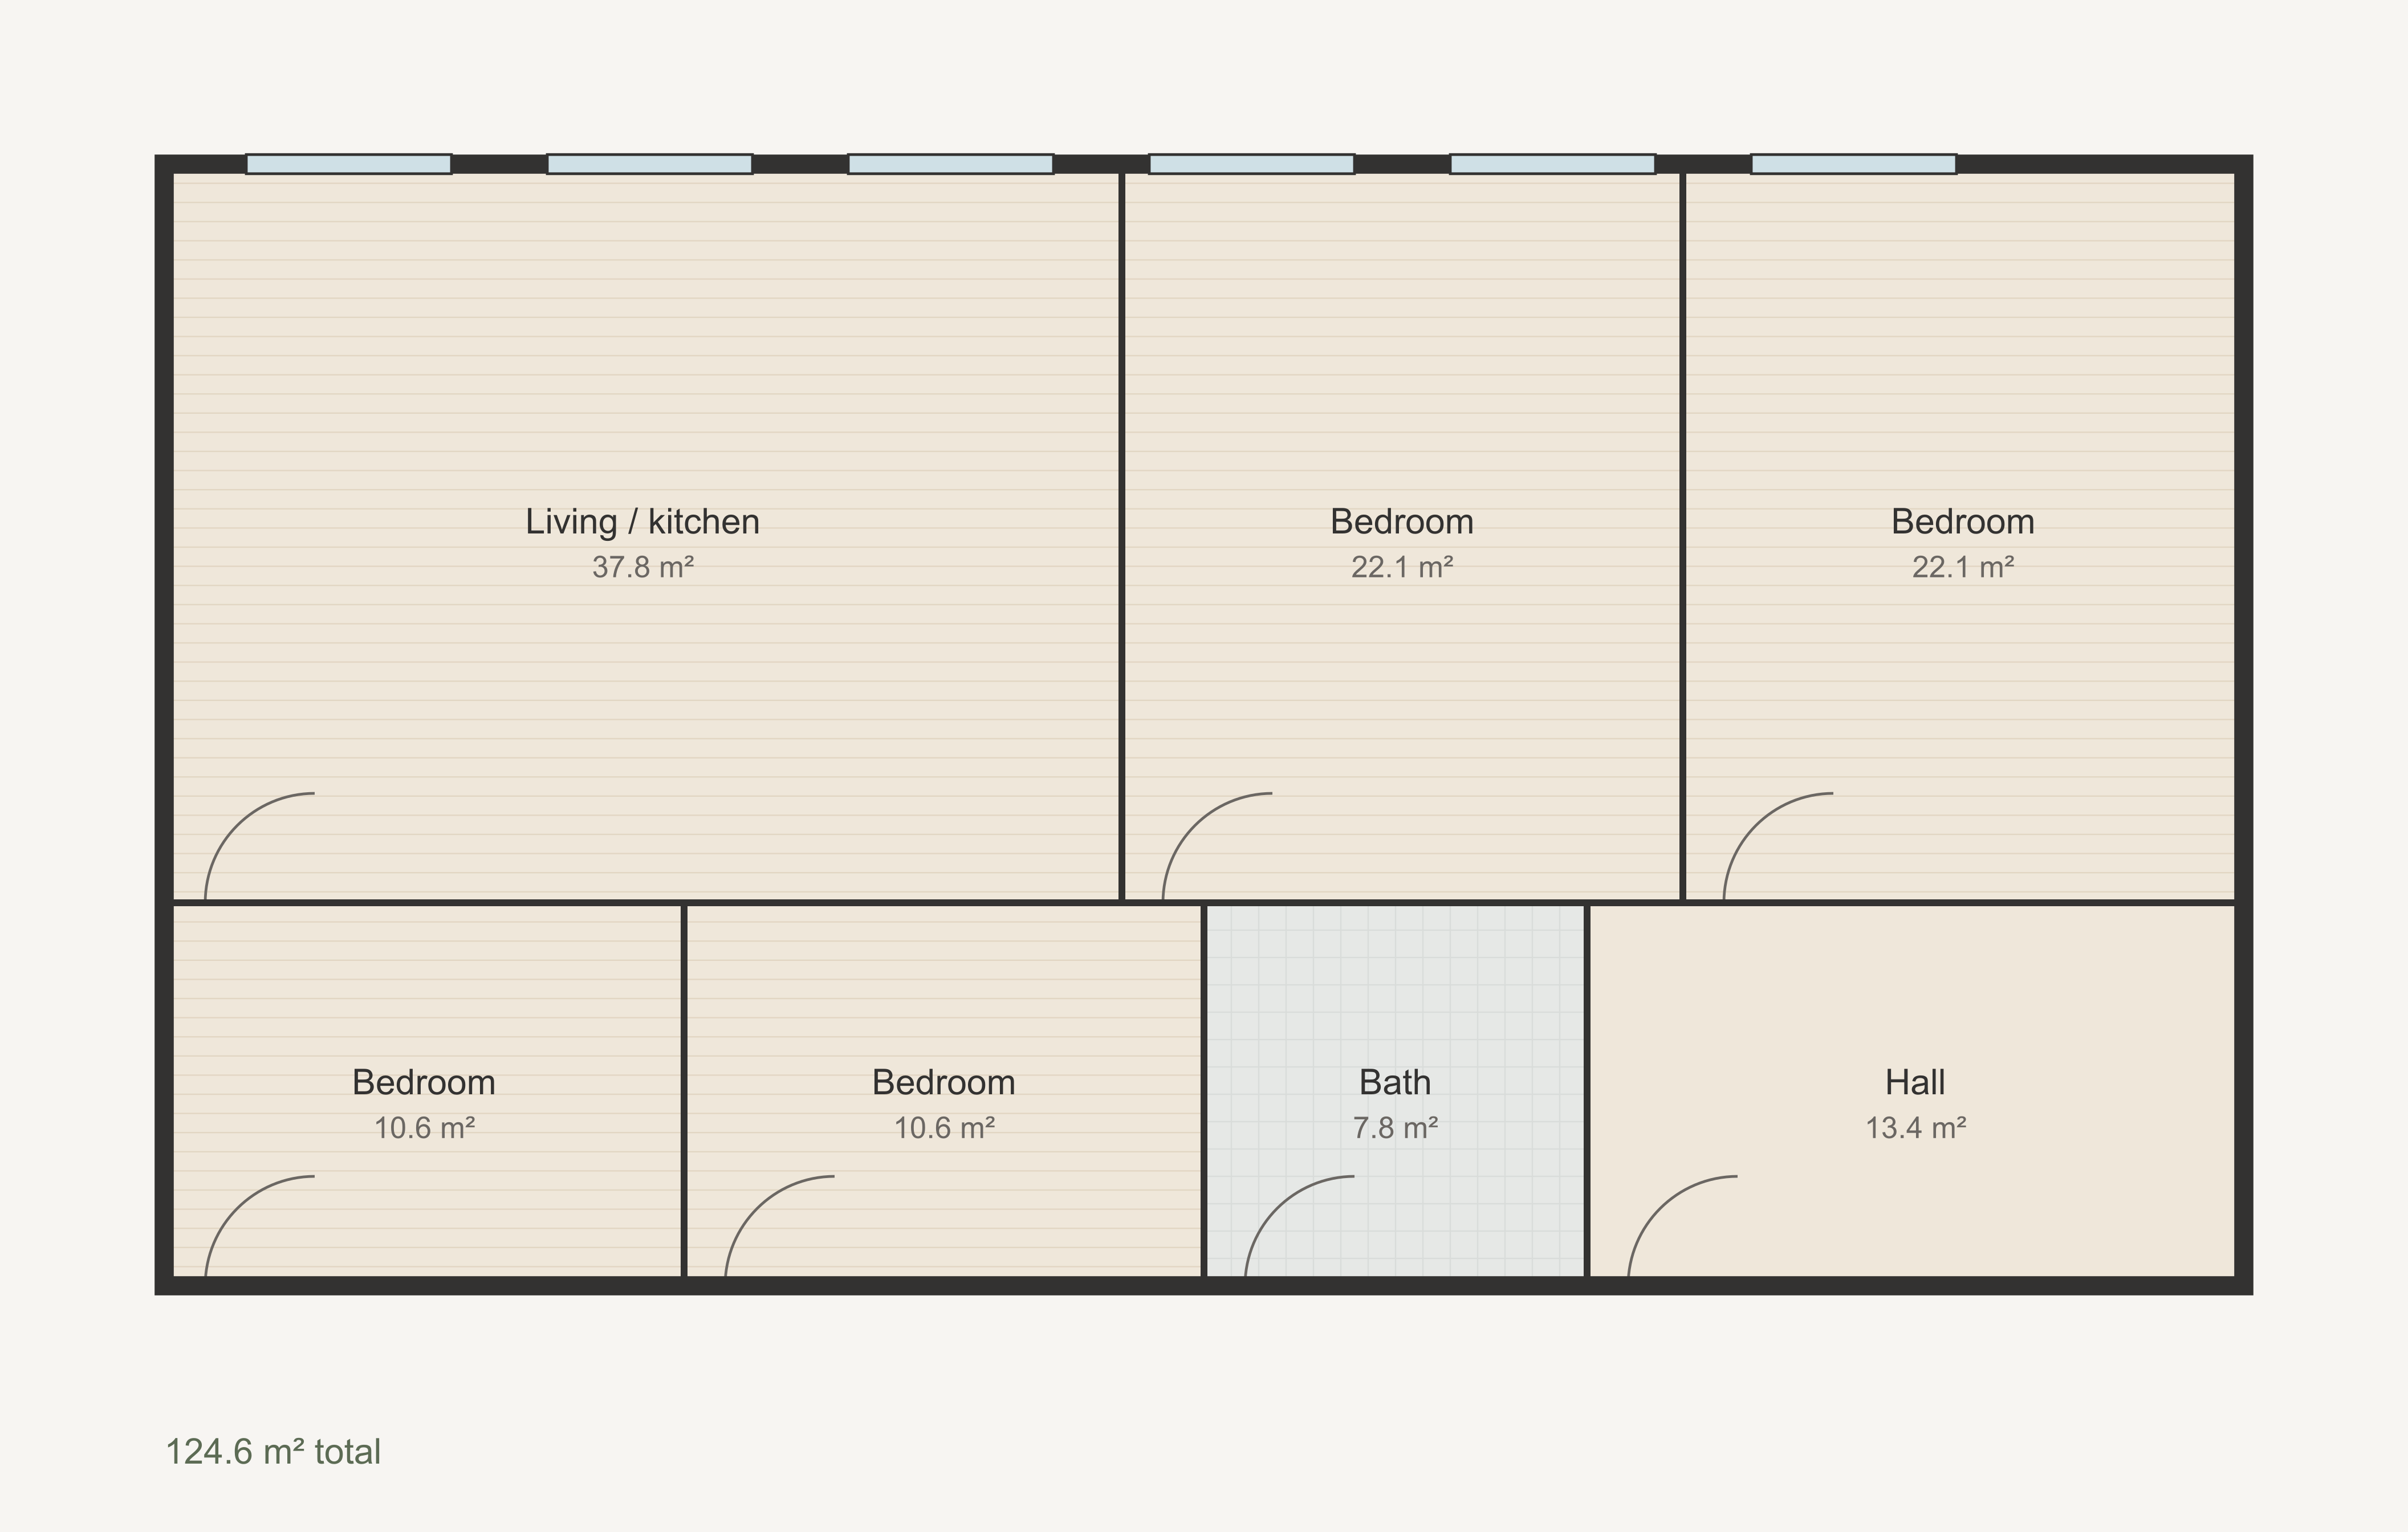 Living / kitchen
37.8 m²
Bedroom
22.1 m²
Bedroom
22.1 m²
Bedroom
10.6 m²
Bedroom
10.6 m²
Bath
7.8 m²
Hall
13.4 m²
124.6 m² total